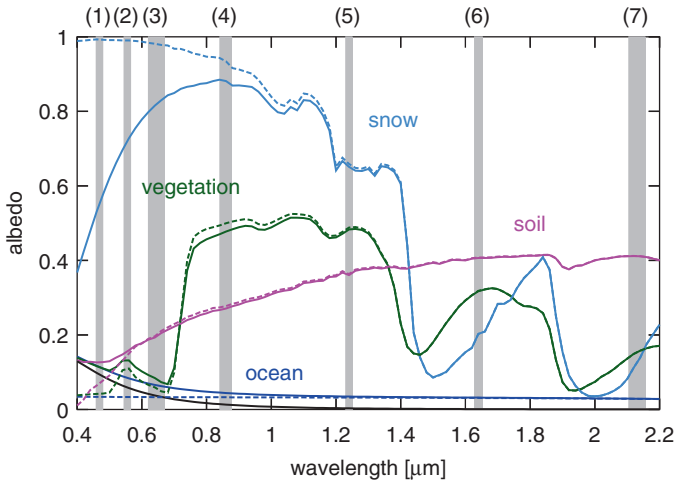 (1) (2) (3) (4) (5) (6) (7)
1
snow
0.8
vegetation
0.6
soil
albedo
0.4
0.2
ocean
0
0.4 0.6 0.8 1 1.2 1.4 1.6 1.8 2 2.2
wavelength [μm]